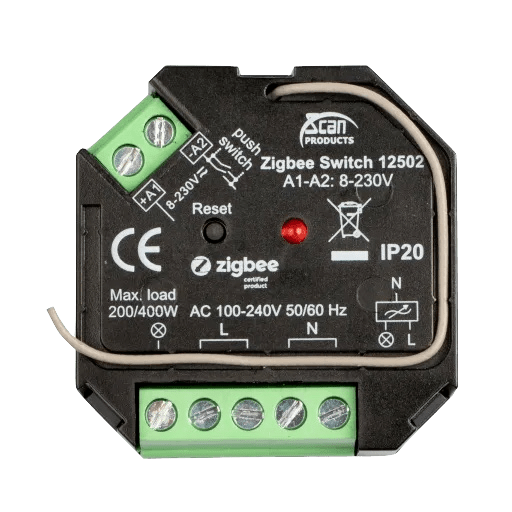 Scan
PRODUCTS
Zigbee Switch 12502
A1-A2: 8-230V
-A2
push
switch
+A1
8-230V
Reset
CE
IP20
zigbee
certified
product
Max. load
200/400W
AC 100-240V 50/60 Hz
N
L
N
L